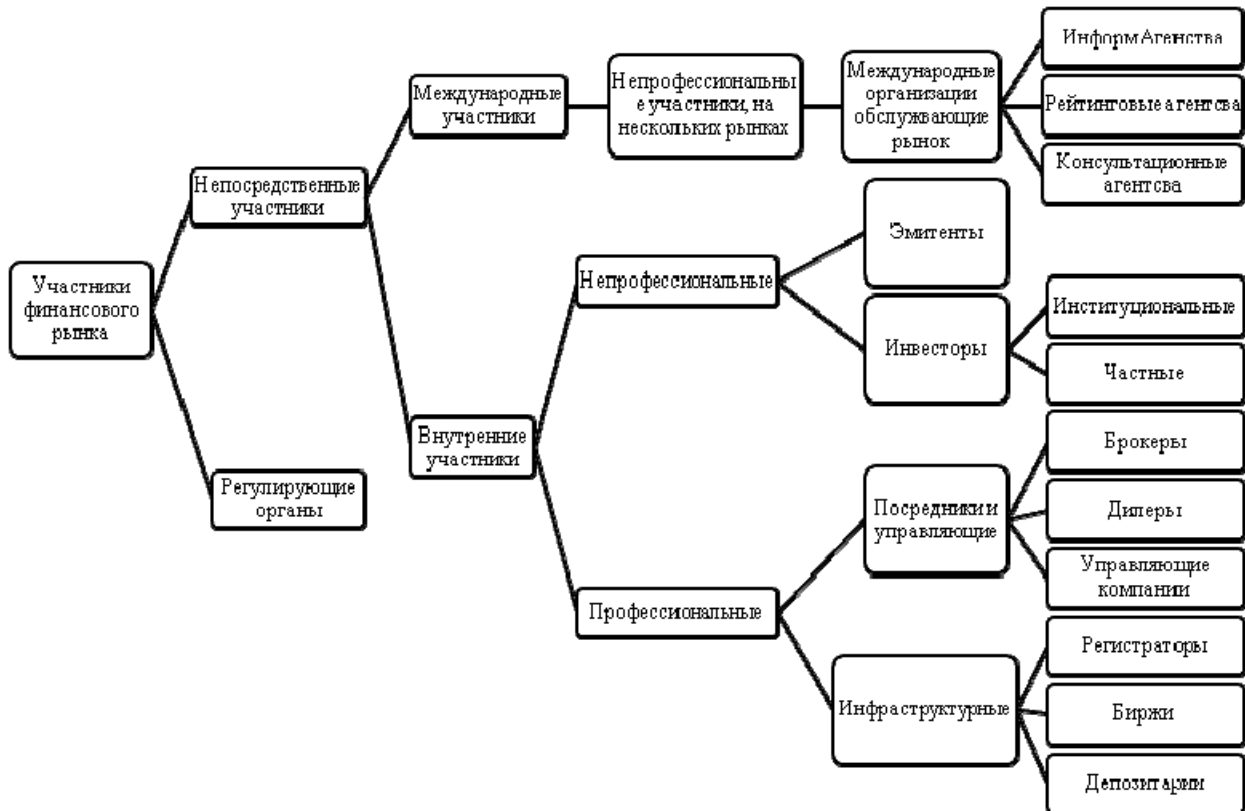 Участники
финансового
рынка
Непосредственные
участники
Регулирующие
органы
Международные
участники
Внутренние
участники
Непрофессиональны
е участники, на
нескольких рынках
Международные
организации
обслуживающие
рынок
ИнформАгенства
Рейтинговые агентсва
Консультационные
агентсва
Непрофессиональные
Эмитенты
Инвесторы
Институциональные
Частные
Профессиональные
Посредники и
управляющие
Брокеры
Дилеры
Управляющие
компании
Инфраструктурные
Регистраторы
Биржи
Депозитарии